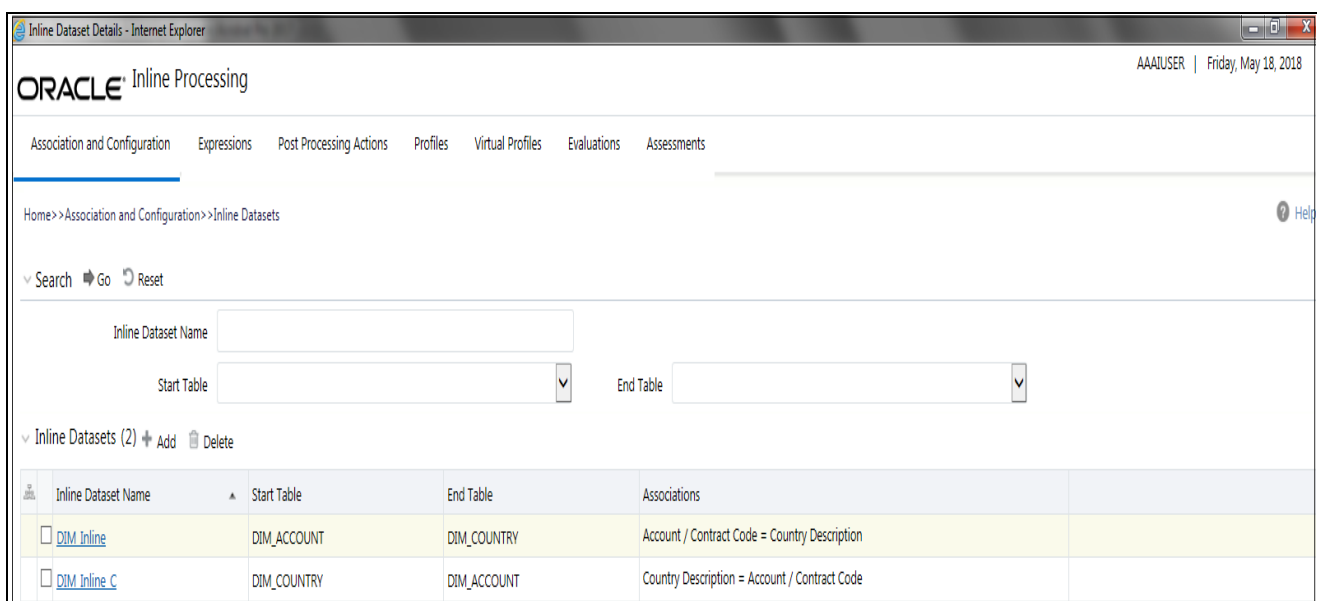 Inline Dataset Details - Internet Explorer
ORACLE Inline Processing
AAAIUSER | Friday, May 18, 2018
Association and Configuration Expressions Post Processing Actions Profiles Virtual Profiles Evaluations Assessments
Home>>Association and Configuration>>Inline Datasets
Help
Search Go Reset
Inline Dataset Name
Start Table End Table
Inline Datasets (2) Add Delete
Inline Dataset Name Start Table End Table Associations
DIM Inline DIM_ACCOUNT DIM_COUNTRY Account / Contract Code = Country Description
DIM Inline C DIM_COUNTRY DIM_ACCOUNT Country Description = Account / Contract Code